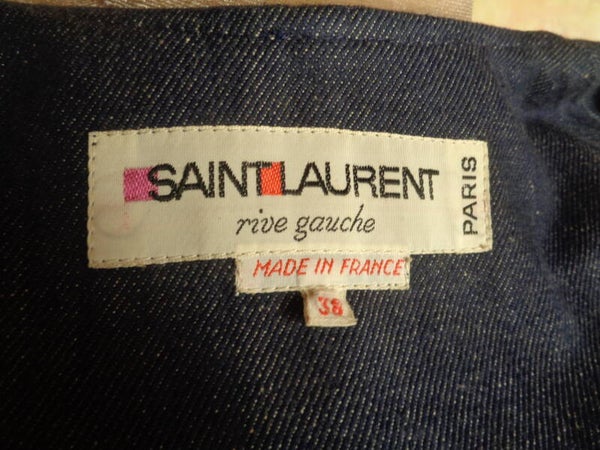 SAINT LAURENT
rive gauche
PARIS
MADE IN FRANCE
38